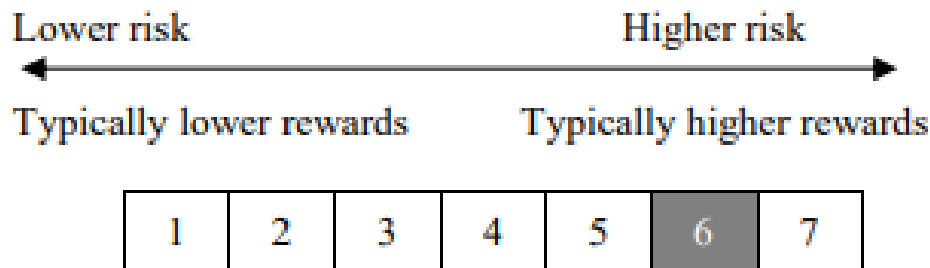 Lower risk Higher risk
Typically lower rewards Typically higher rewards
1 2 3 4 5 6 7